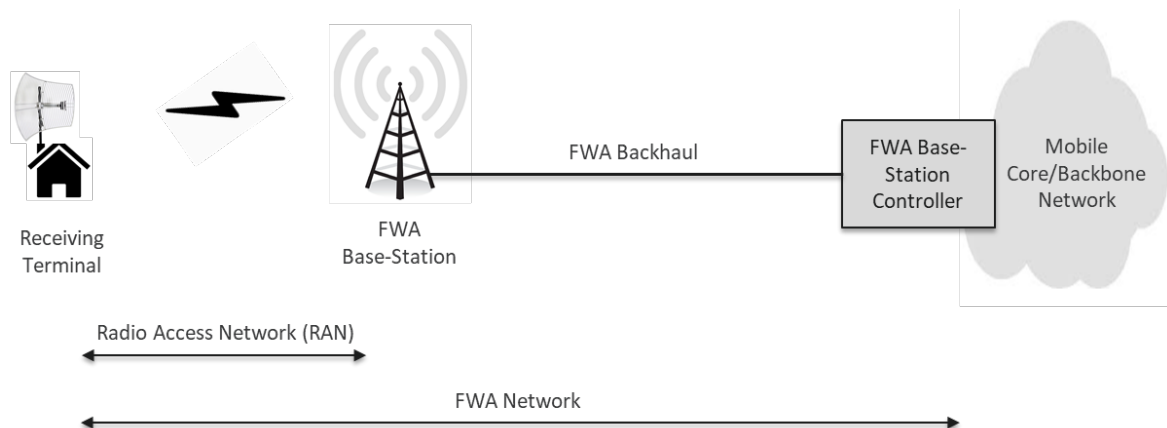 Receiving
Terminal
FWA
Base-Station
FWA Backhaul
FWA Base-
Station
Controller
Mobile
Core/Backbone
Network
Radio Access Network (RAN)
FWA Network